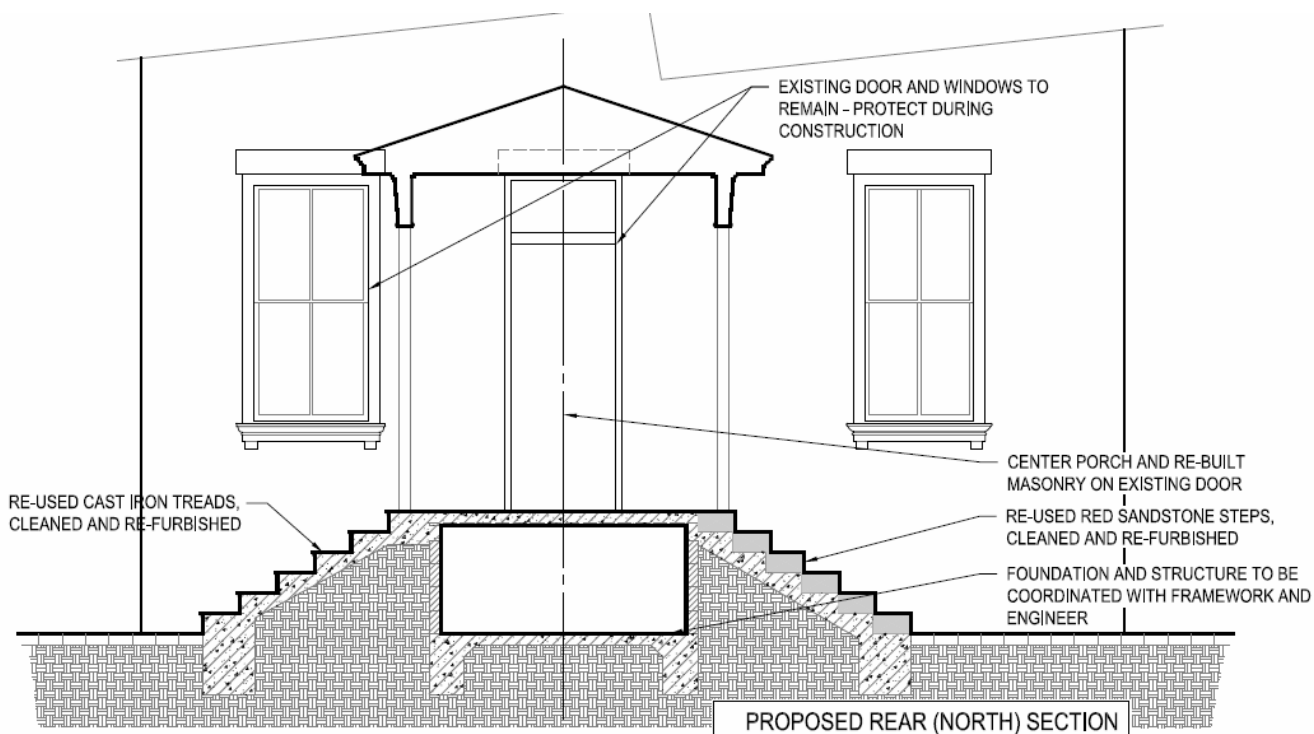 EXISTING DOOR AND WINDOWS TO
REMAIN - PROTECT DURING
CONSTRUCTION
CENTER PORCH AND RE-BUILT
MASONRY ON EXISTING DOOR
RE-USED CAST IRON TREADS,
CLEANED AND RE-FURBISHED
RE-USED RED SANDSTONE STEPS,
CLEANED AND RE-FURBISHED
FOUNDATION AND STRUCTURE TO BE
COORDINATED WITH FRAMEWORK AND
ENGINEER
PROPOSED REAR (NORTH) SECTION